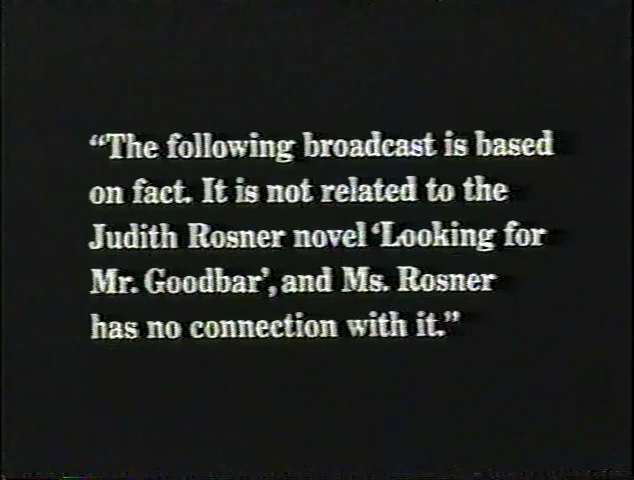 “The following broadcast is based
on fact. It is not related to the
Judith Rosner novel ‘Looking for
Mr. Goodbar’, and Ms. Rosner
has no connection with it.”